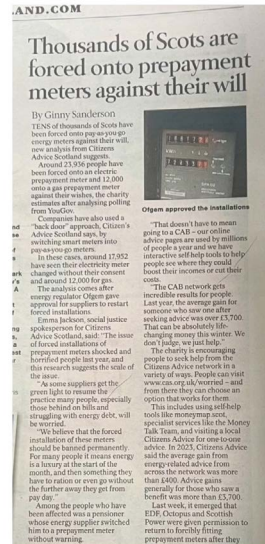 .AND.COM
Thousands of Scots are
forced onto prepayment
meters against their will
By Ginny Sanderson
TENS of thousands of Scots have
been forced onto pay-as-you-go
energy meters against their will,
new analysis from Citizens
Advice Scotland suggests.
Around 23,936 people have
been forced onto an electric
prepayment meter and 12,000
onto a gas prepayment meter
against their wishes, the charity
estimates after analysing polling
from YouGov.
Companies have also used a
"back door" approach, Citizen's
Advice Scotland, says, by
switching smart meters into
pay-as-you-go meters.
In these cases, around 17,952
have seen their electricity meter
changed without their consent
and around 12,000 for gas.
The analysis comes after
energy regulator Ofgem gave
approval for suppliers to restart
forced installations.
Emma Jackson, social justice
spokesperson for Citizens
Advice Scotland, said: "The issue
of forced installations of
prepayment meters shocked and
horrified people last year, and
this research suggests the scale of
the issue.
"As some suppliers get the
green light to resume the
practice many people, especially
those behind on bills and
struggling with energy debt, will
be worried.
"We believe that the forced
installation of these meters
should be banned permanently.
For many people it means energy
is a luxury at the start of the
month, and then something they
have to ration or even go without
the further away they get from
pay day."
Among the people who have
been affected was a pensioner
whose energy supplier switched
him to a prepayment meter
without warning.
Ofgem approved the installations
"That doesn't have to mean
going to a CAB – our online
advice pages are used by millions
of people a year and we have
interactive self-help tools to help
people see where they could
boost their incomes or cut their
costs.
"The CAB network gets
incredible results for people.
Last year, the average gain for
someone who saw one after
seeking advice was over £3,700.
That can be absolutely life-
changing money this winter. We
don't judge, we just help."
The charity is encouraging
people to seek help from the
Citizens Advice network in a
variety of ways. People can visit
www.cas.org.uk/worried – and
from there they can choose an
option that works for them.
This includes using self-help
tools like moneymap.scot,
specialist services like the Money
Talk Team, and visiting a local
Citizens Advice for one-to-one
advice. In 2023, Citizens Advice
said the average gain from
energy-related advice from
across the network was more
than £400. Advice gains
generally for those who saw a
benefit was more than £3,700.
Last week, it emerged that
EDF, Octopus and Scottish
Power were given permission to
return to forcibly fitting
prepayment meters after they